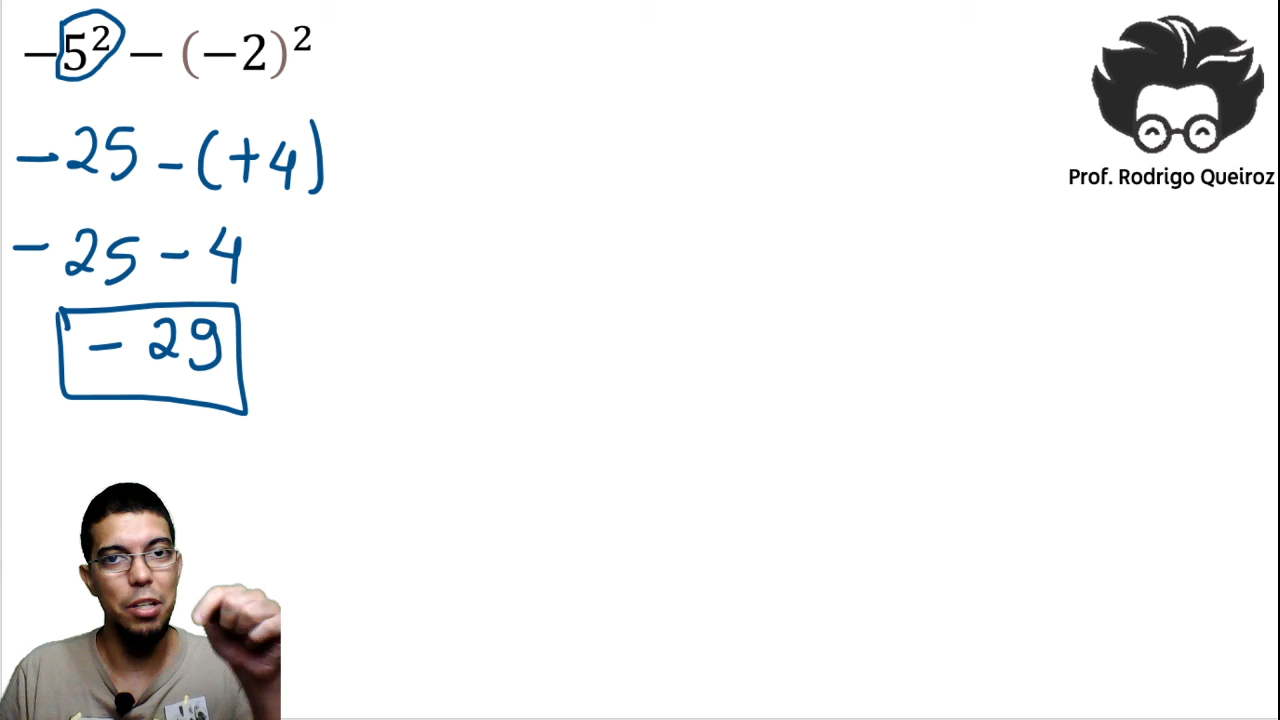 −5² − (−2)²
Prof. Rodrigo Queiroz
−25 −(+4)
− 25 − 4
− 29